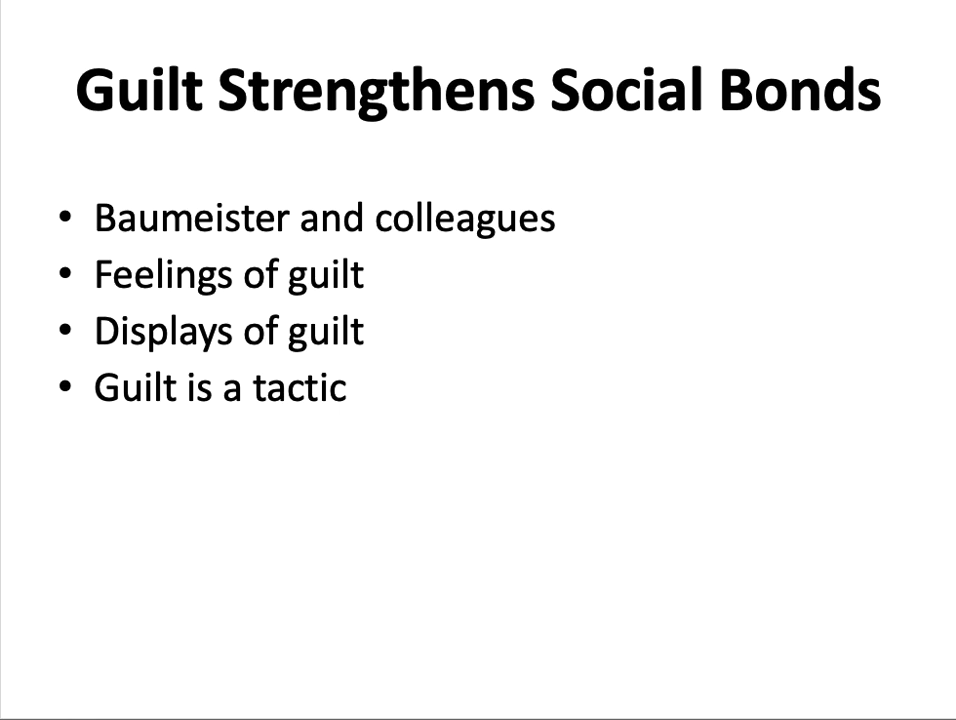 Guilt Strengthens Social Bonds
• Baumeister and colleagues
• Feelings of guilt
• Displays of guilt
• Guilt is a tactic